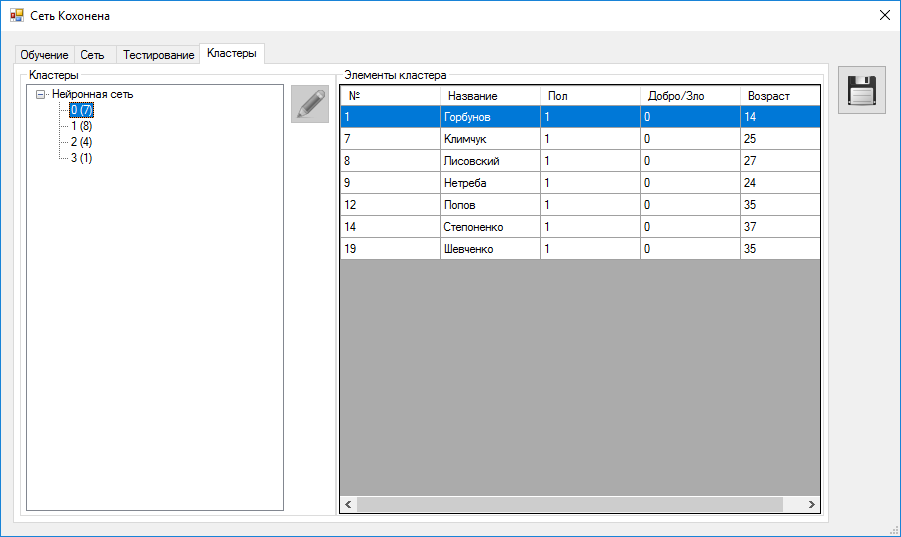 Сеть Кохонена
Обучение Сеть Тестирование Кластеры
Кластеры
Нейронная сеть
0 (7)
1 (8)
2 (4)
3 (1)
Элементы кластера
№ Название Пол Добро/Зло Возраст
1 Горбунов 1 0 14
7 Климчук 1 0 25
8 Лисовский 1 0 27
9 Нетреба 1 0 24
12 Попов 1 0 35
14 Степоненко 1 0 37
19 Шевченко 1 0 35